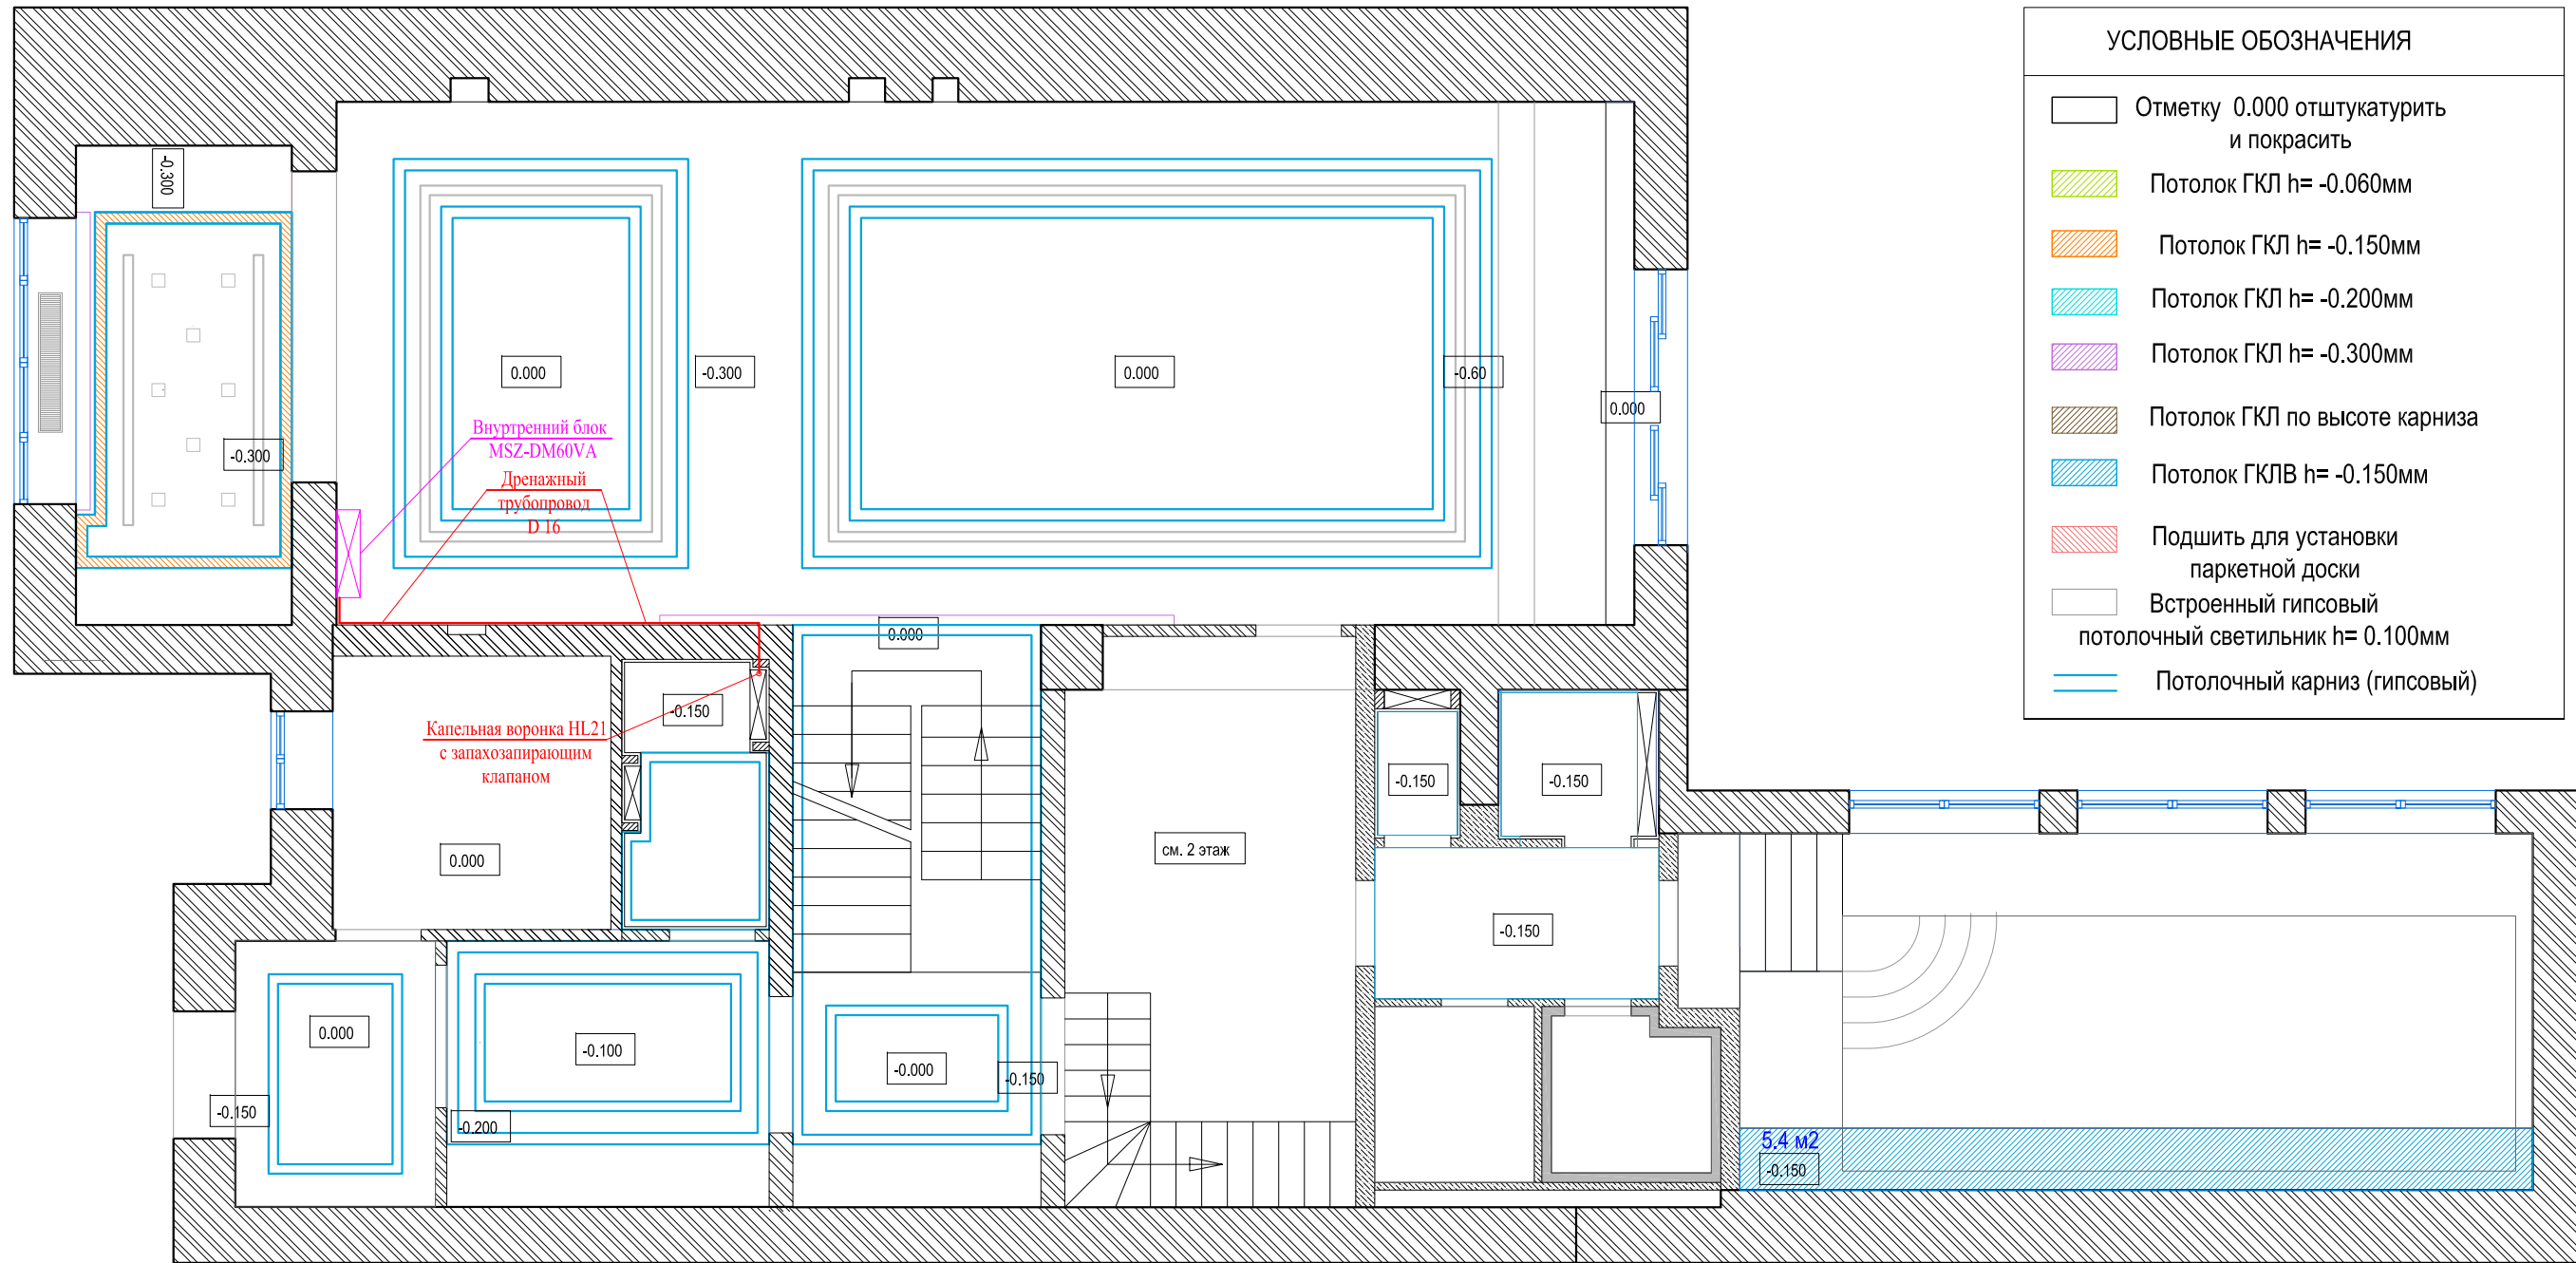 УСЛОВНЫЕ ОБОЗНАЧЕНИЯ
Отметку 0.000 отштукатурить
и покрасить
Потолок ГКЛ h= -0.060мм
Потолок ГКЛ h= -0.150мм
Потолок ГКЛ h= -0.200мм
Потолок ГКЛ h= -0.300мм
Потолок ГКЛ по высоте карниза
Потолок ГКЛВ h= -0.150мм
Подшить для установки
паркетной доски
Встроенный гипсовый
потолочный светильник h= 0.100мм
Потолочный карниз (гипсовый)
-0.300
0.000
-0.300
0.000
-0.60
0.000
-0.300
Внуртренний блок
MSZ-DM60VA
Дренажный
трубопровод
D 16
0.000
-0.150
Капельная воронка HL21
с запахозапирающим
клапаном
0.000
см. 2 этаж
-0.150
-0.150
-0.150
0.000
-0.100
-0.000
-0.150
-0.150
-0.200
5.4 м2
-0.150